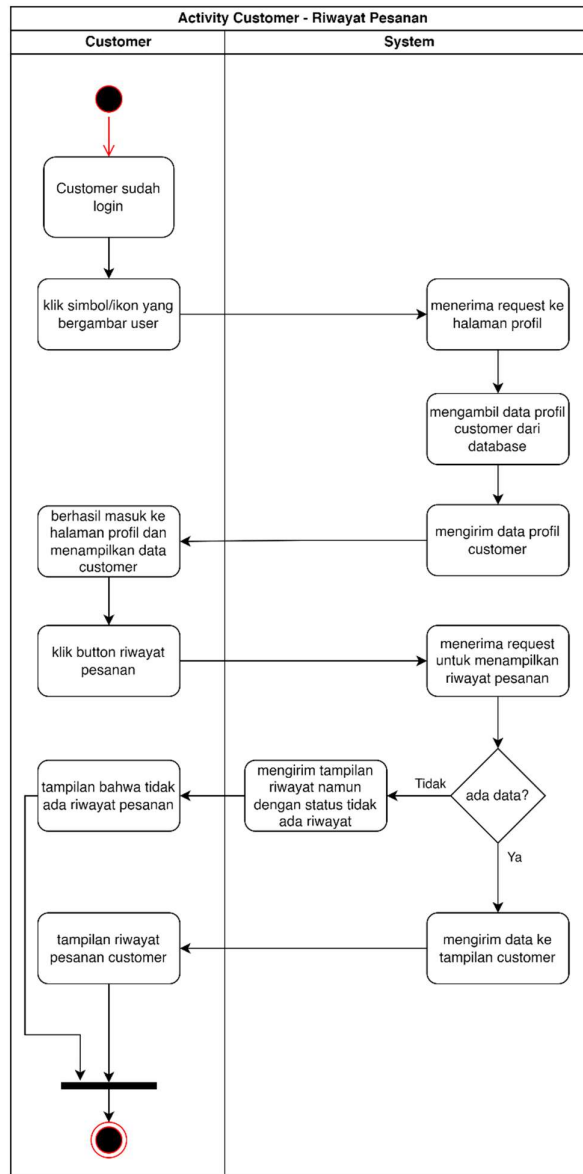 Activity Customer - Riwayat Pesanan
Customer
System
Customer sudah
login
klik simbol/ikon yang
bergambar user
menerima request ke
halaman profil
mengambil data profil
customer dari
database
mengirim data profil
customer
berhasil masuk ke
halaman profil dan
menampilkan data
customer
klik button riwayat
pesanan
menerima request
untuk menampilkan
riwayat pesanan
ada data?
Tidak
mengirim tampilan
riwayat namun
dengan status tidak
ada riwayat
tampilan bahwa tidak
ada riwayat pesanan
Ya
mengirim data ke
tampilan customer
tampilan riwayat
pesanan customer